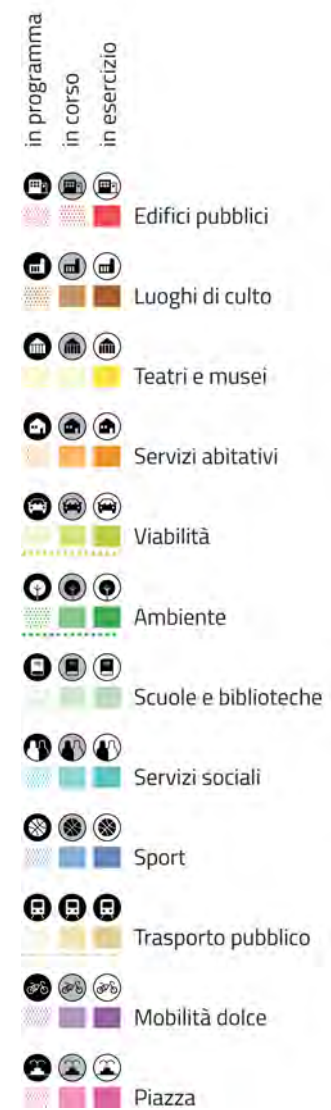 in programma
in corso
in esercizio
Edifici pubblici
Luoghi di culto
Teatri e musei
Servizi abitativi
Viabilità
Ambiente
Scuole e biblioteche
Servizi sociali
Sport
Trasporto pubblico
Mobilità dolce
Piazza